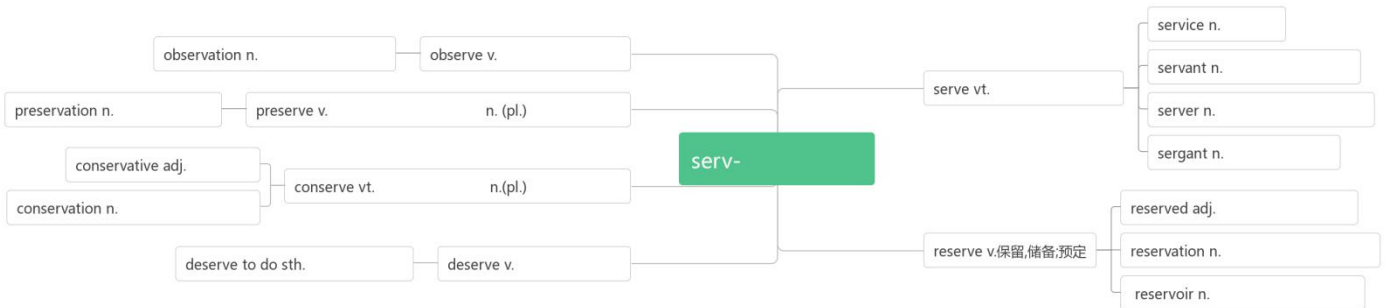 serv-
observe v.
observation n.
preserve v. n. (pl.)
preservation n.
conserve vt. n.(pl.)
conservative adj.
conservation n.
deserve v.
deserve to do sth.
serve vt.
service n.
servant n.
server n.
sergant n.
reserve v.保留,储备;预定
reserved adj.
reservation n.
reservoir n.